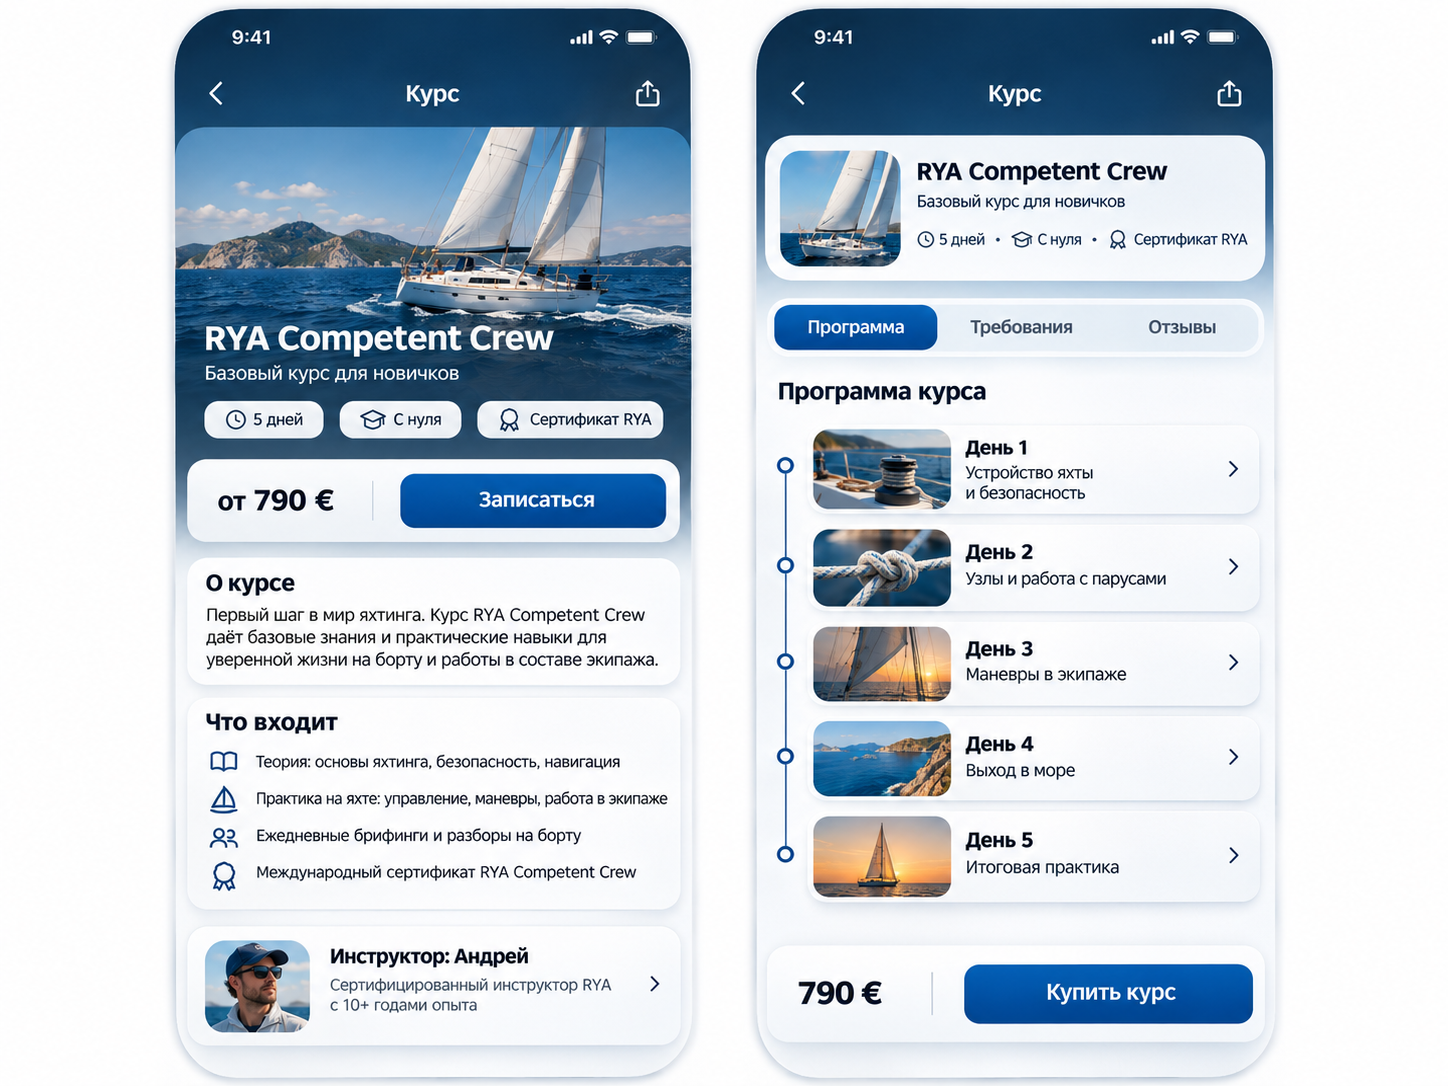 9:41
Курс
RYA Competent Crew
Базовый курс для новичков
5 дней
С нуля
Сертификат RYA
от 790 €
Записаться
О курсе
Первый шаг в мир яхтинга. Курс RYA Competent Crew
даёт базовые знания и практические навыки для
уверенной жизни на борту и работы в составе экипажа.
Что входит
Теория: основы яхтинга, безопасность, навигация
Практика на яхте: управление, маневры, работа в экипаже
Ежедневные брифинги и разборы на борту
Международный сертификат RYA Competent Crew
Инструктор: Андрей
Сертифицированный инструктор RYA
с 10+ годами опыта
9:41
Курс
RYA Competent Crew
Базовый курс для новичков
5 дней • С нуля • Сертификат RYA
Программа
Требования
Отзывы
Программа курса
День 1
Устройство яхты
и безопасность
День 2
Узлы и работа с парусами
День 3
Маневры в экипаже
День 4
Выход в море
День 5
Итоговая практика
790 €
Купить курс